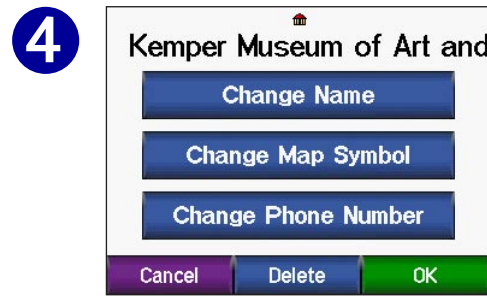 4
Kemper Museum of Art and
Change Name
Change Map Symbol
Change Phone Number
Cancel Delete OK